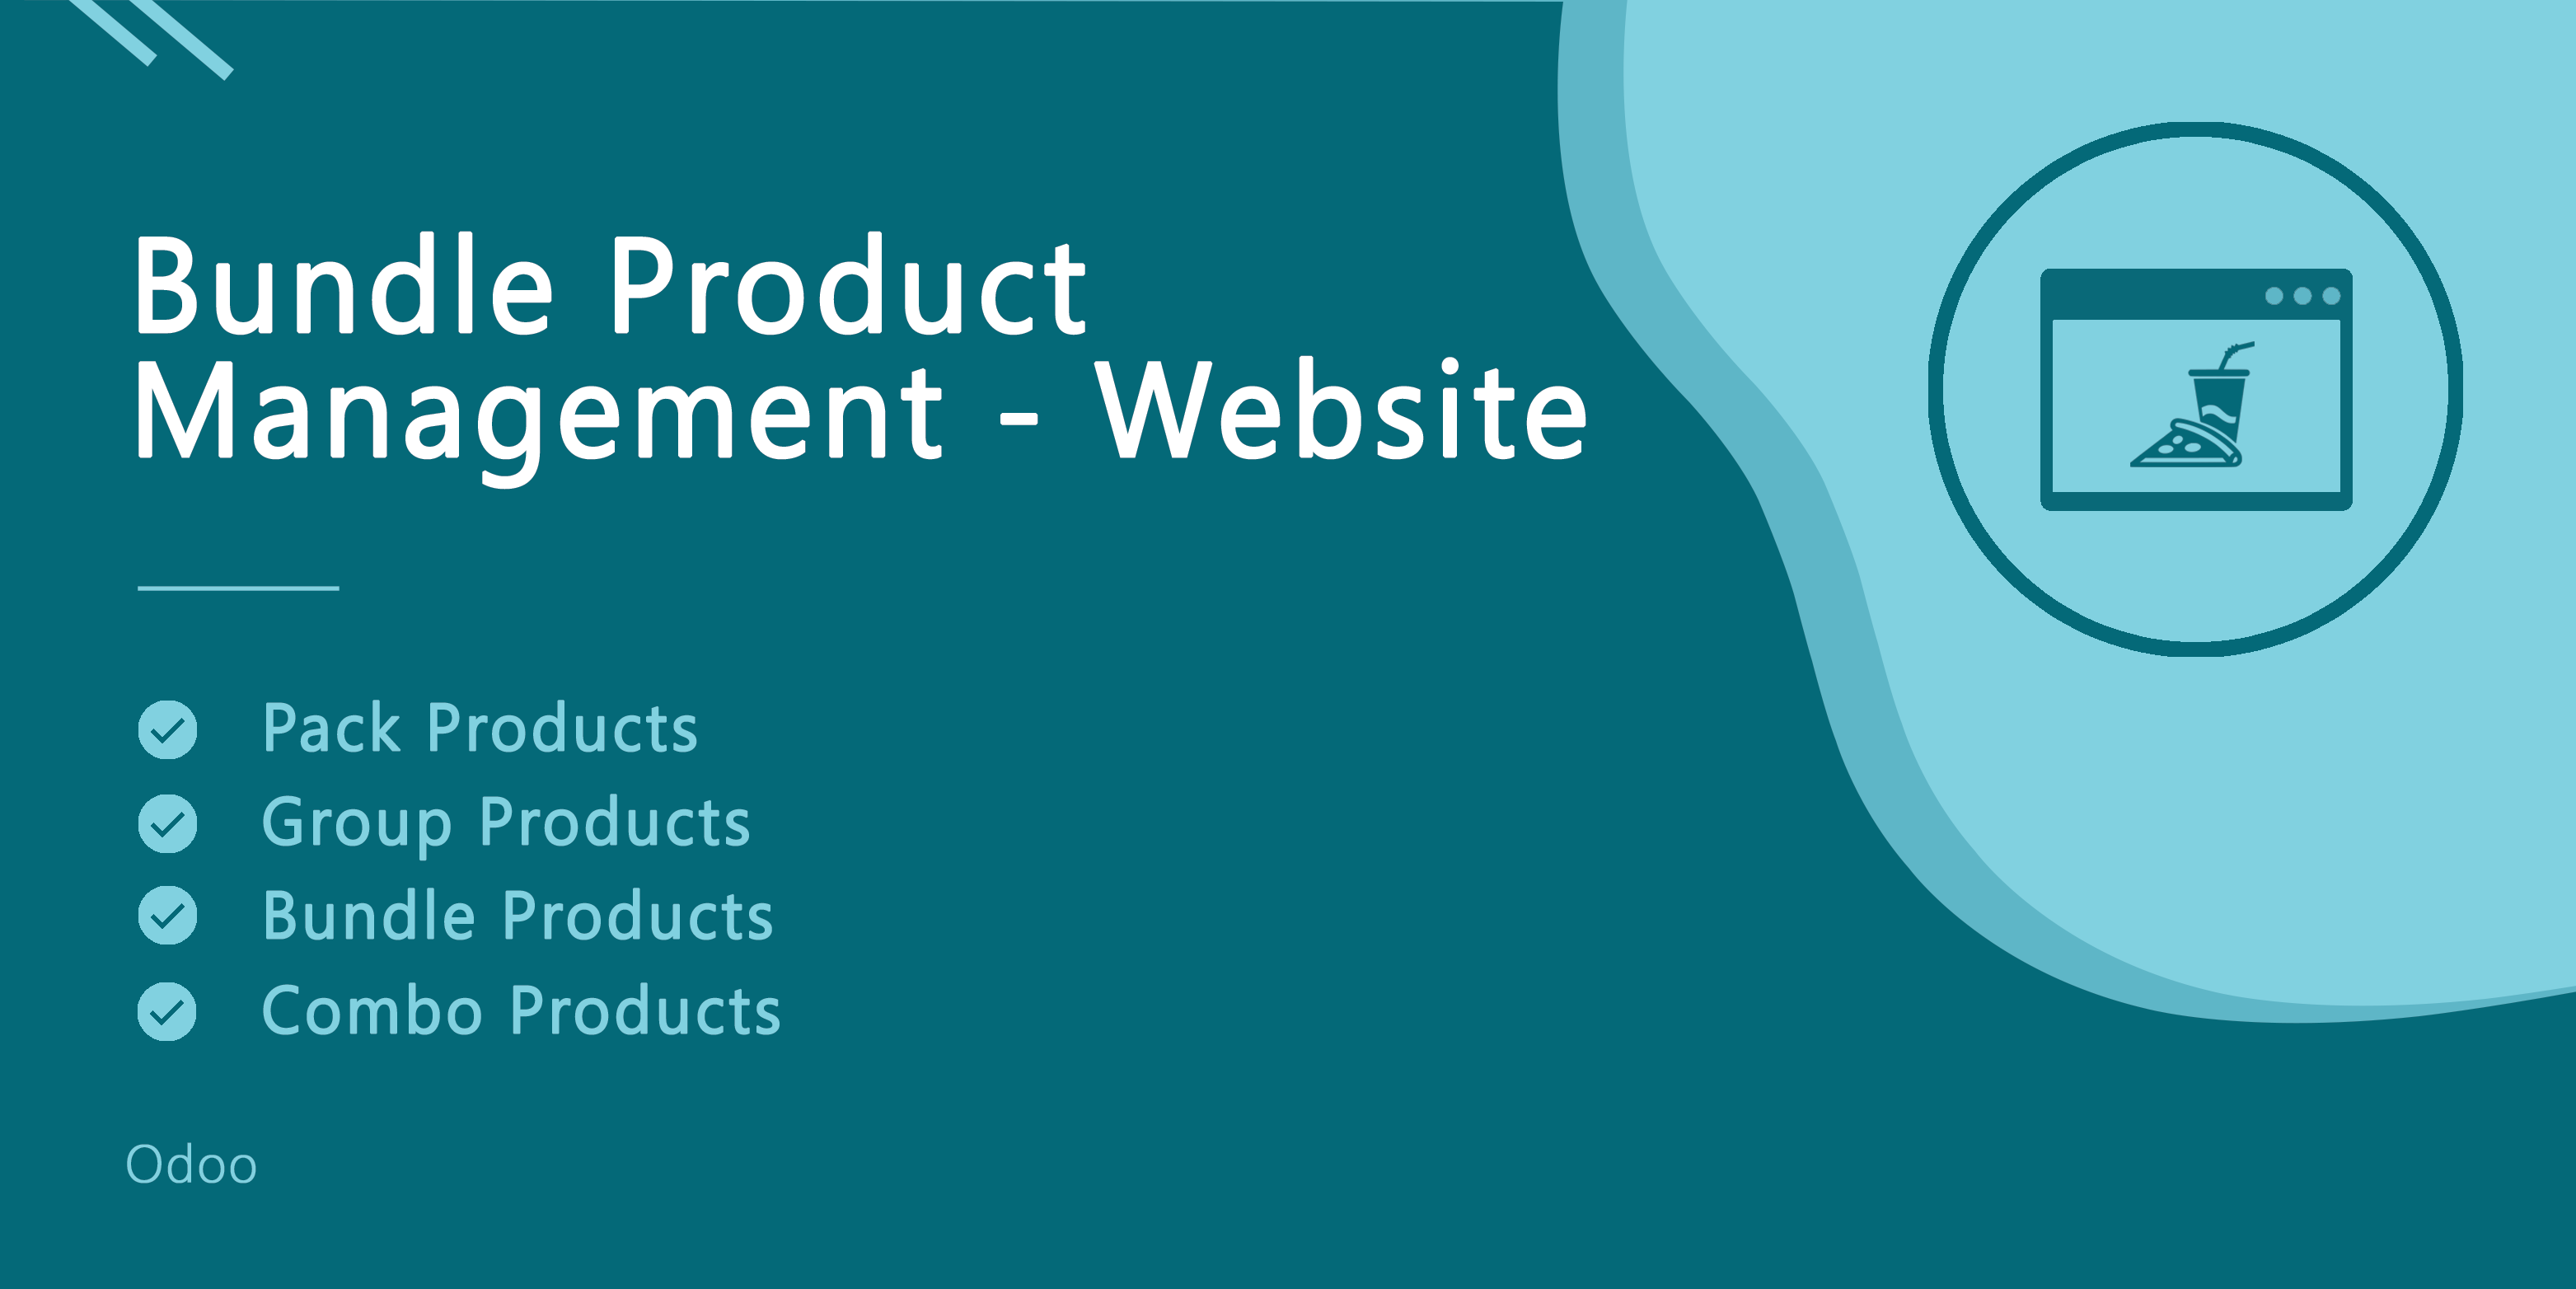 Bundle Product
Management - Website
Pack Products
Group Products
Bundle Products
Combo Products
Odoo